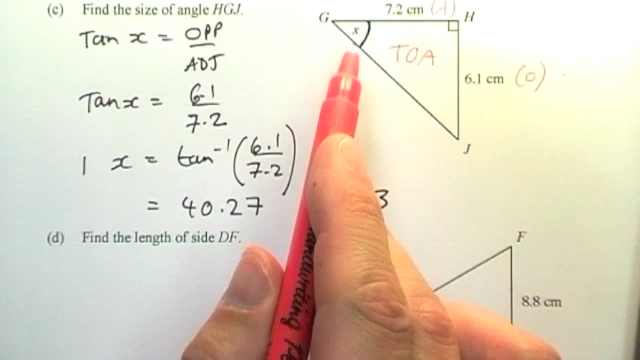 (c) Find the size of angle HGJ.
G 7.2 cm (A) H
Tan x = OPP
ADJ
x
TOA
6.1 cm (O)
Tan x = 6.1
7.2
J
x = tan⁻¹(6.1
7.2)
= 40.27
3
(d) Find the length of side DF.
F
8.8 cm